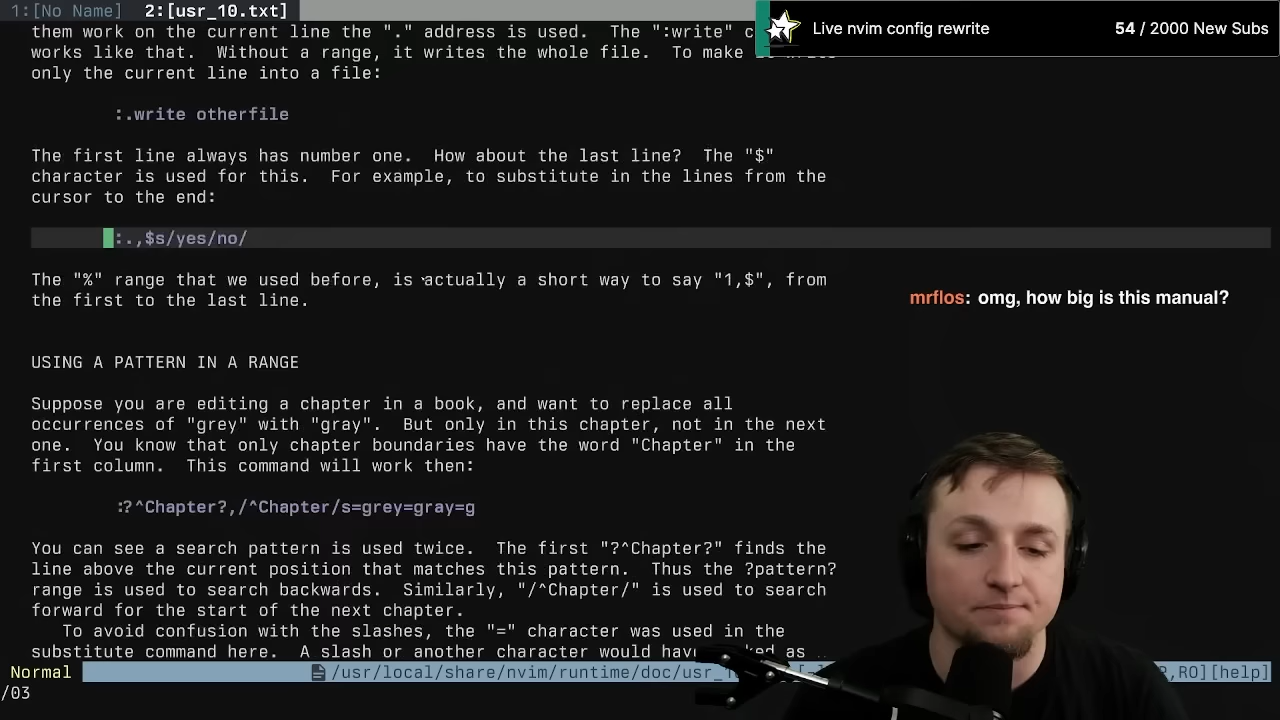 1:[No Name]  2:[usr_10.txt]
Live nvim config rewrite
54 / 2000 New Subs
them work on the current line the "." address is used.  The ":write" c
works like that.  Without a range, it writes the whole file.  To make
only the current line into a file:
:.write otherfile
The first line always has number one.  How about the last line?  The "$"
character is used for this.  For example, to substitute in the lines from the
cursor to the end:
:.,$s/yes/no/
The "%" range that we used before, is actually a short way to say "1,$", from
the first to the last line.
mrflos: omg, how big is this manual?
USING A PATTERN IN A RANGE
Suppose you are editing a chapter in a book, and want to replace all
occurrences of "grey" with "gray".  But only in this chapter, not in the next
one.  You know that only chapter boundaries have the word "Chapter" in the
first column.  This command will work then:
:?^Chapter?,/^Chapter/s=grey=gray=g
You can see a search pattern is used twice.  The first "?^Chapter?" finds the
line above the current position that matches this pattern.  Thus the ?pattern?
range is used to search backwards.  Similarly, "/^Chapter/" is used to search
forward for the start of the next chapter.
To avoid confusion with the slashes, the "=" character was used in the
substitute command here.  A slash or another character would have as
Normal /usr/local/share/nvim/runtime/doc/usr_1 ,RO][help]
/03